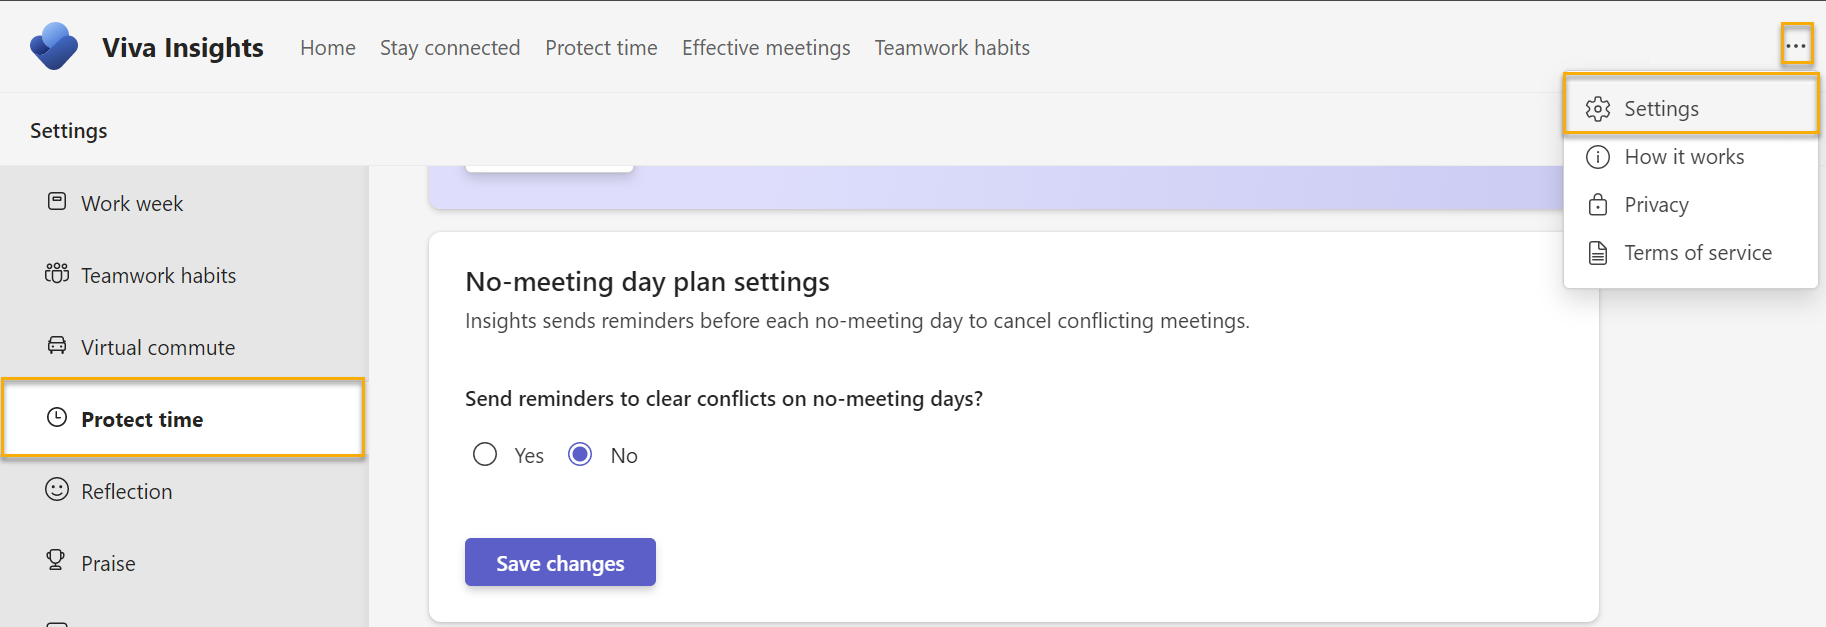 Viva Insights
Home
Stay connected
Protect time
Effective meetings
Teamwork habits
...
Settings
How it works
Privacy
Terms of service
Settings
Work week
Teamwork habits
Virtual commute
Protect time
Reflection
Praise
No-meeting day plan settings
Insights sends reminders before each no-meeting day to cancel conflicting meetings.
Send reminders to clear conflicts on no-meeting days?
Yes
No
Save changes